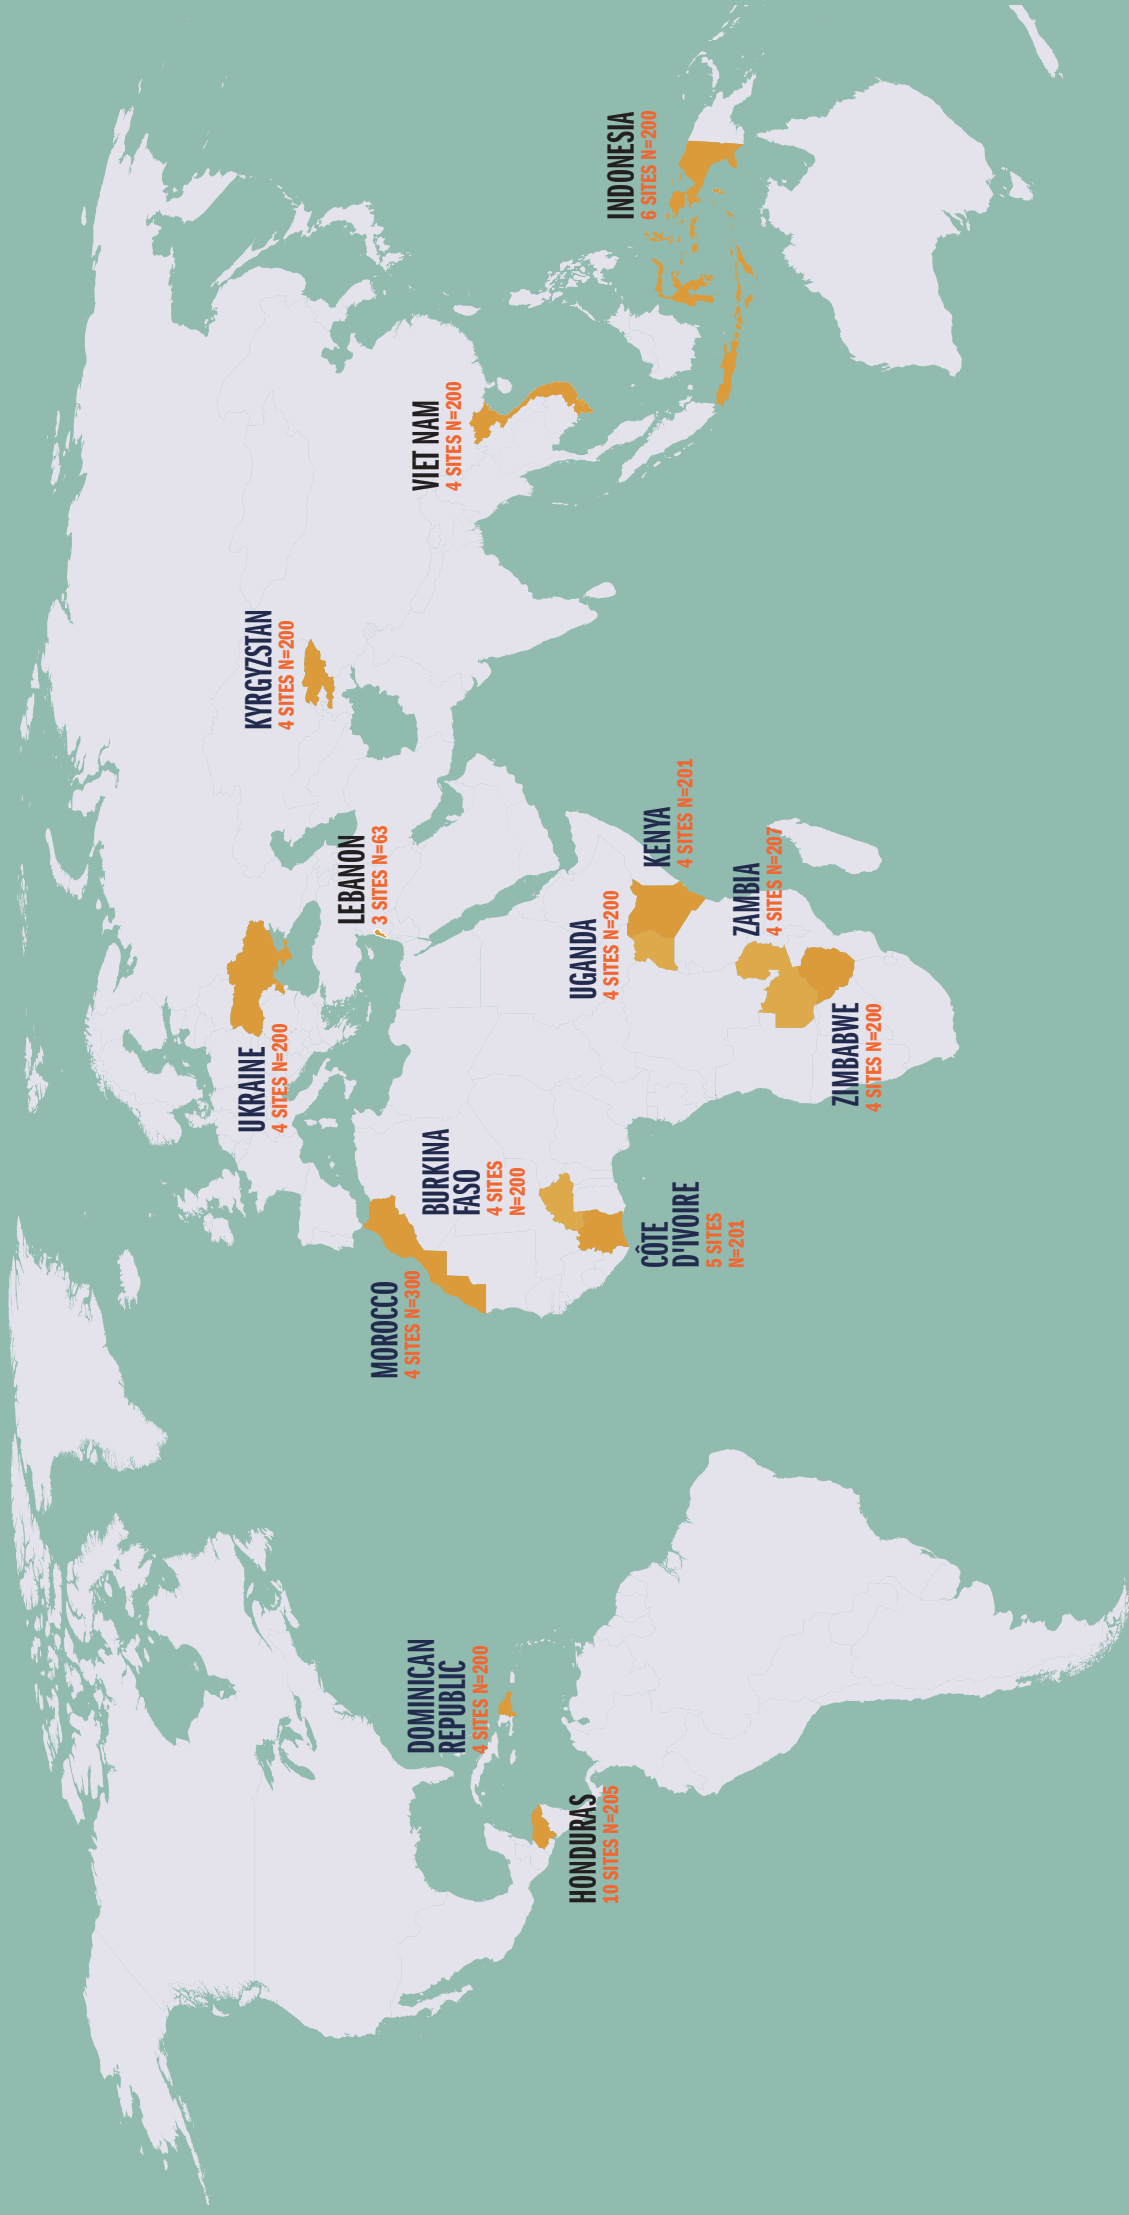 DOMINICAN
REPUBLIC
4 SITES N=200
HONDURAS
10 SITES N=205
MOROCCO
4 SITES N=300
BURKINA
FASO
4 SITES
N=200
CÔTE
D'IVOIRE
5 SITES
N=201
UKRAINE
4 SITES N=200
LEBANON
3 SITES N=63
UGANDA
4 SITES N=200
KENYA
4 SITES N=201
ZAMBIA
4 SITES N=207
ZIMBABWE
4 SITES N=200
KYRGYZSTAN
4 SITES N=200
VIET NAM
4 SITES N=200
INDONESIA
6 SITES N=200